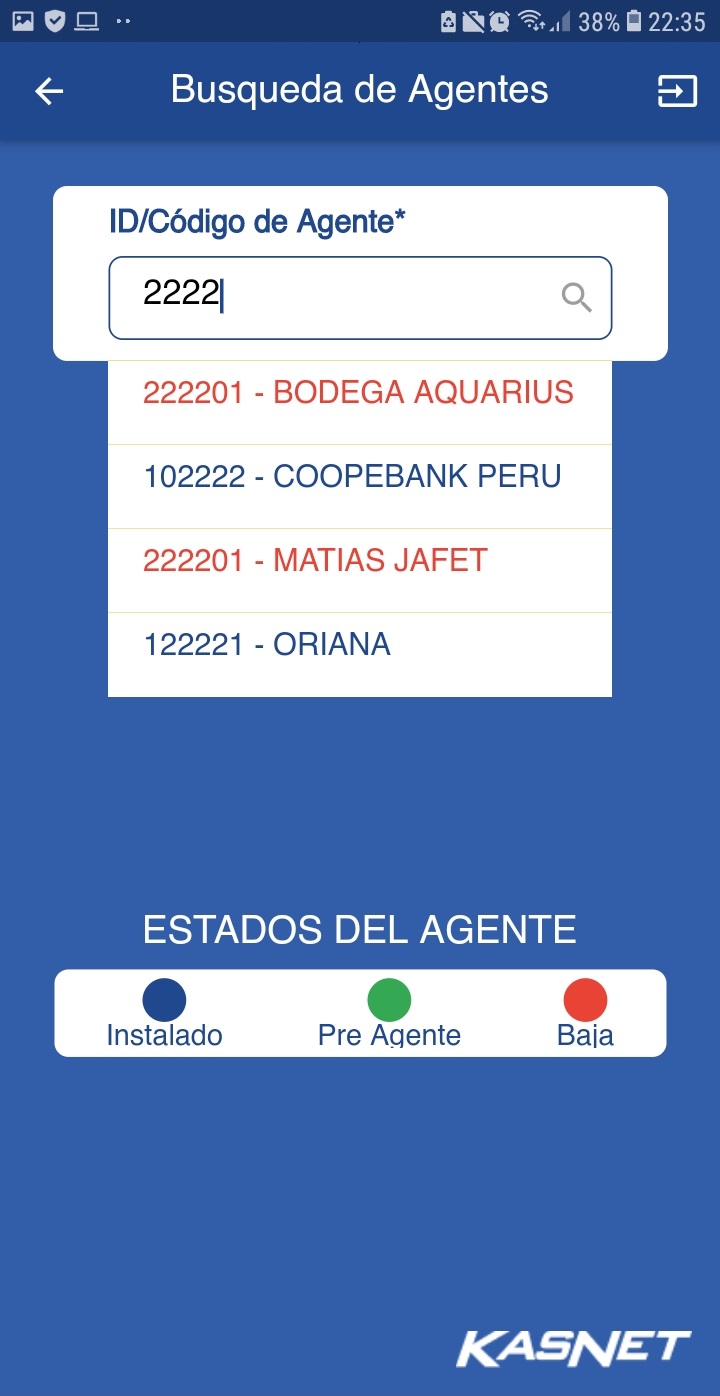 38% 22:35
Busqueda de Agentes
ID/Código de Agente*
2222
222201 - BODEGA AQUARIUS
102222 - COOPEBANK PERU
222201 - MATIAS JAFET
122221 - ORIANA
ESTADOS DEL AGENTE
Instalado Pre Agente Baja
KASNET